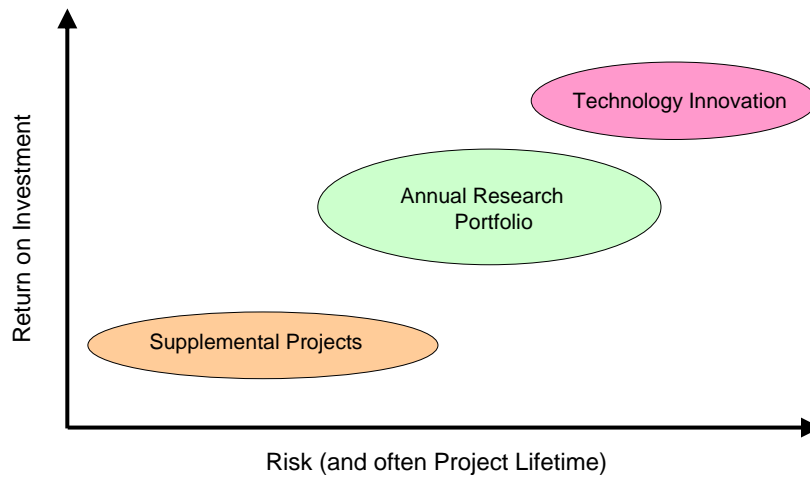 Technology Innovation
Annual Research
Portfolio
Supplemental Projects
Return on Investment
Risk (and often Project Lifetime)